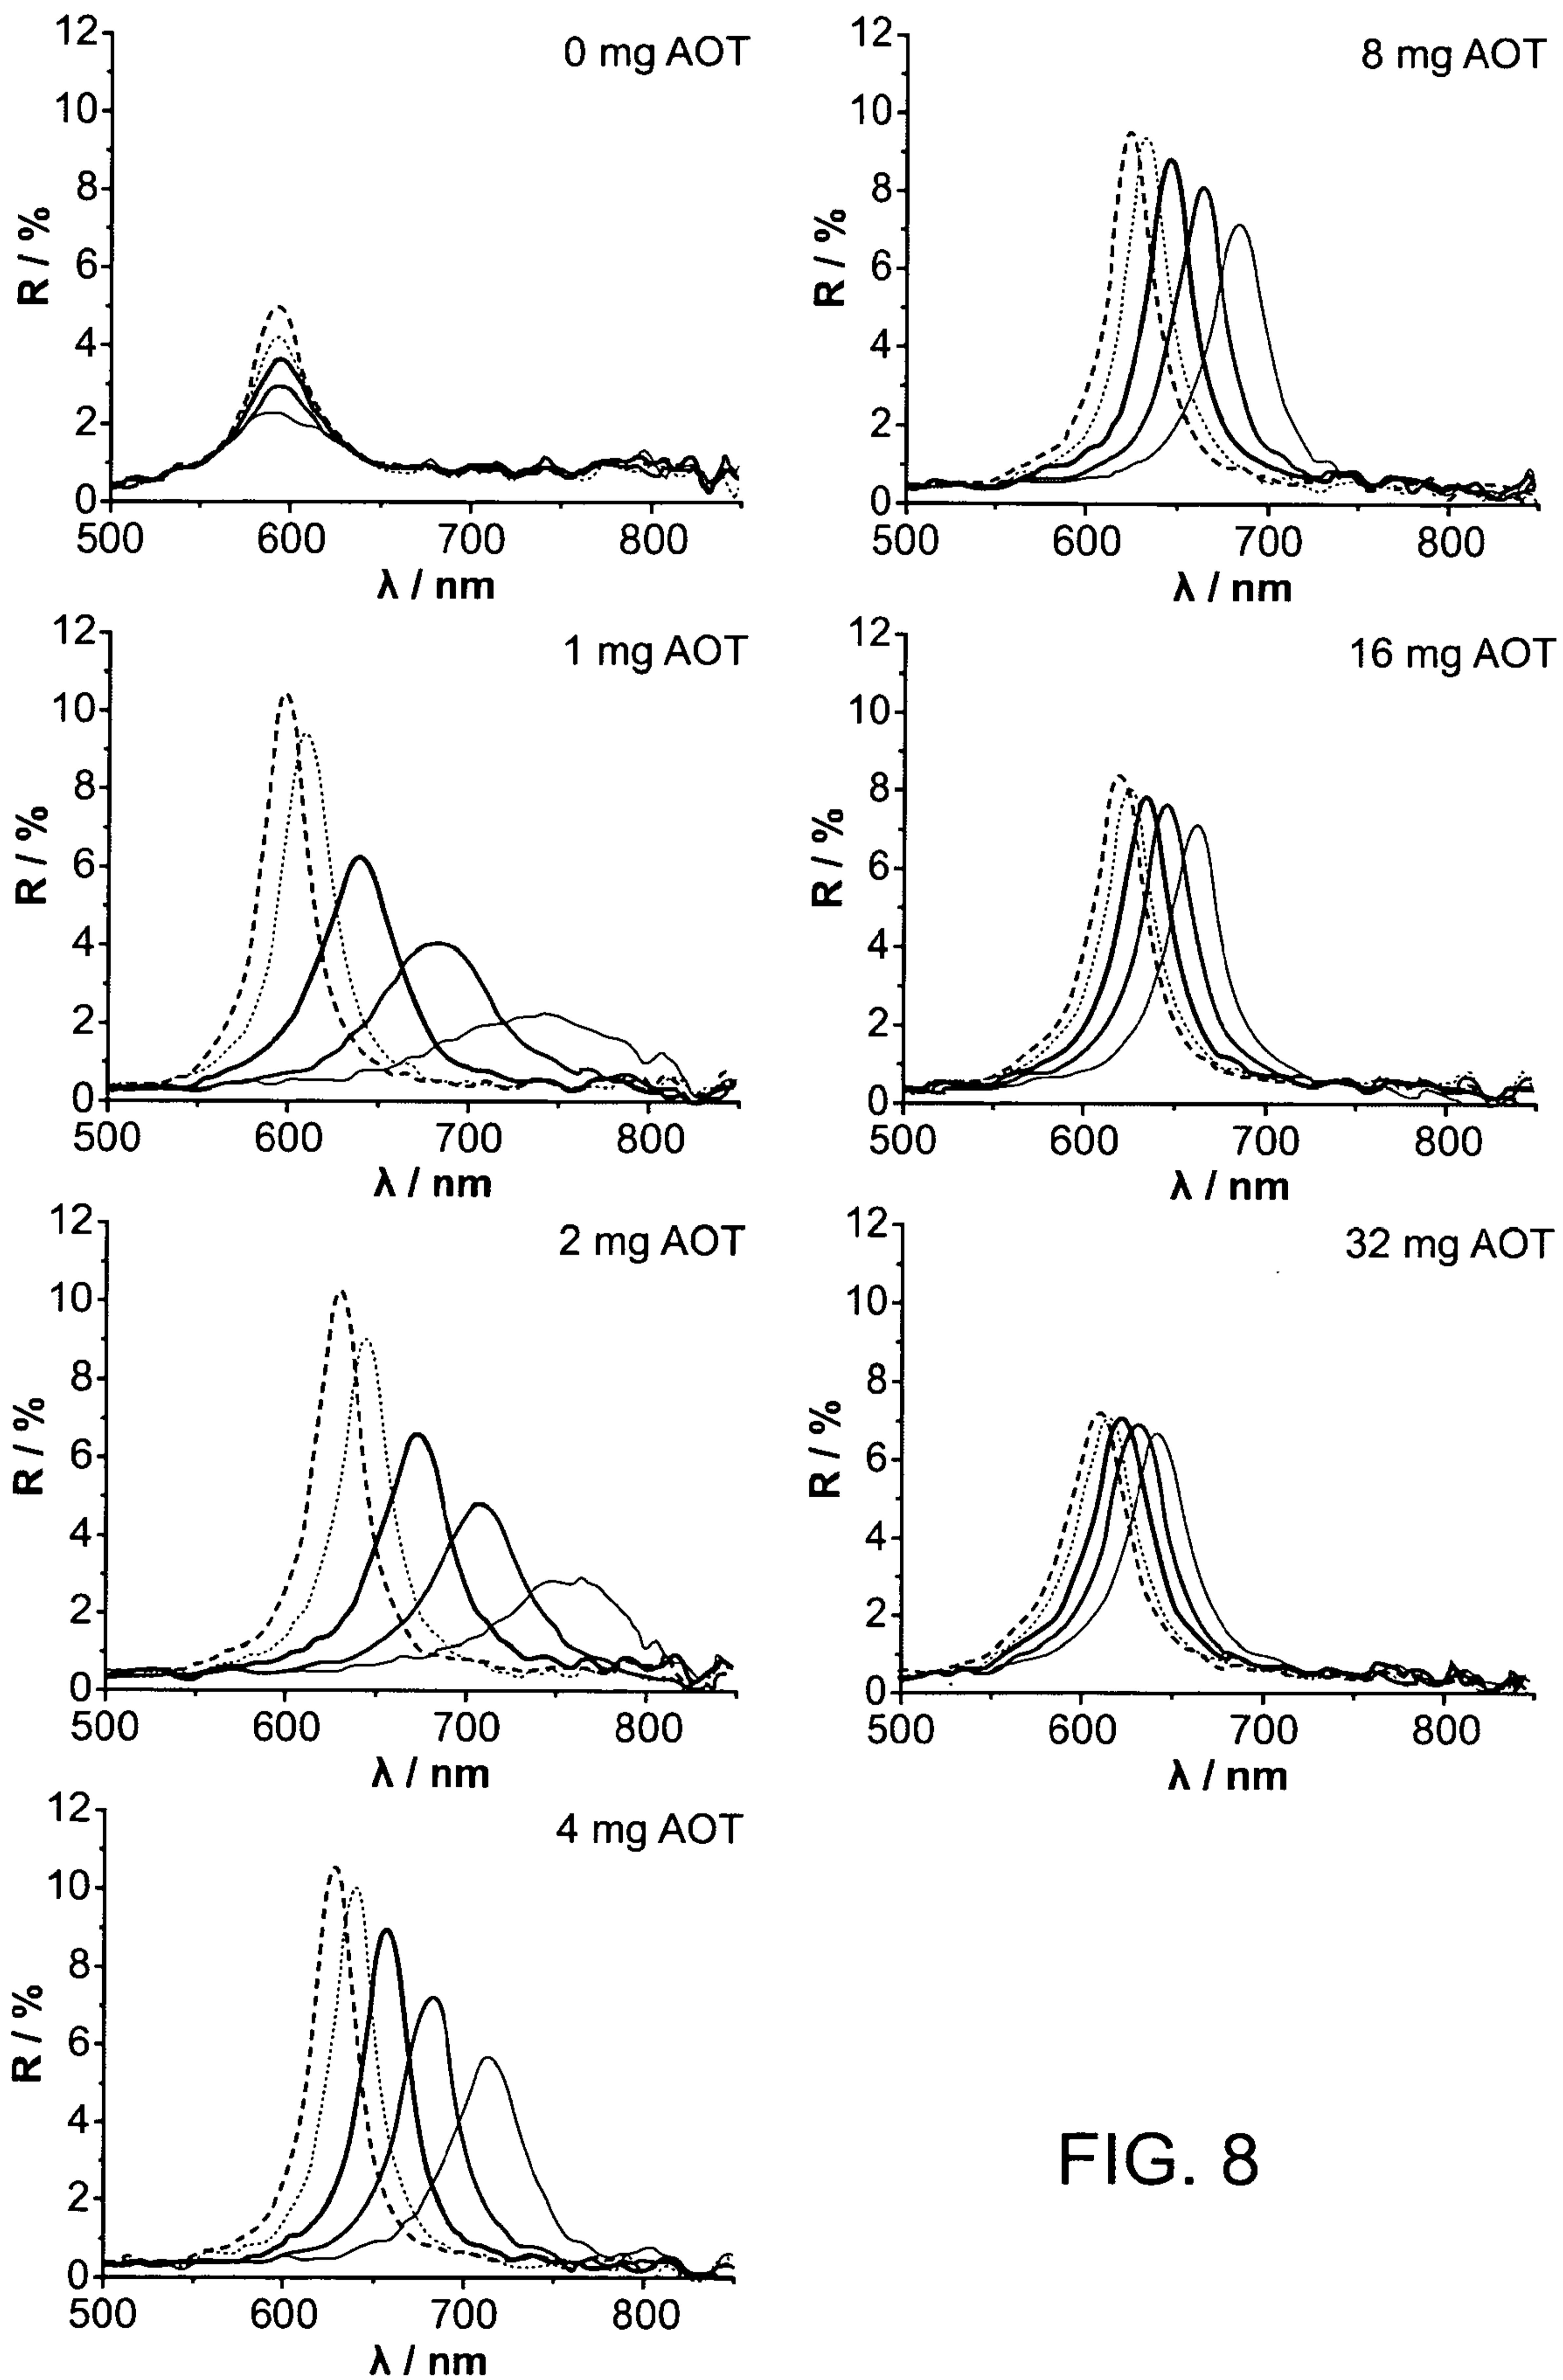 0 mg AOT
R / %
12
10
8
6
4
2
0
500 600 700 800
λ / nm
8 mg AOT
R / %
12
10
8
6
4
2
0
500 600 700 800
λ / nm
1 mg AOT
R / %
12
10
8
6
4
2
0
500 600 700 800
λ / nm
16 mg AOT
R / %
12
10
8
6
4
2
0
500 600 700 800
λ / nm
2 mg AOT
R / %
12
10
8
6
4
2
0
500 600 700 800
λ / nm
32 mg AOT
R / %
12
10
8
6
4
2
0
500 600 700 800
λ / nm
4 mg AOT
R / %
12
10
8
6
4
2
0
500 600 700 800
λ / nm
FIG. 8